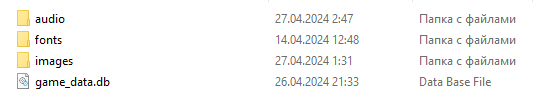 audio 27.04.2024 2:47 Папка с файлами
fonts 14.04.2024 12:48 Папка с файлами
images 27.04.2024 1:31 Папка с файлами
game_data.db 26.04.2024 21:33 Data Base File